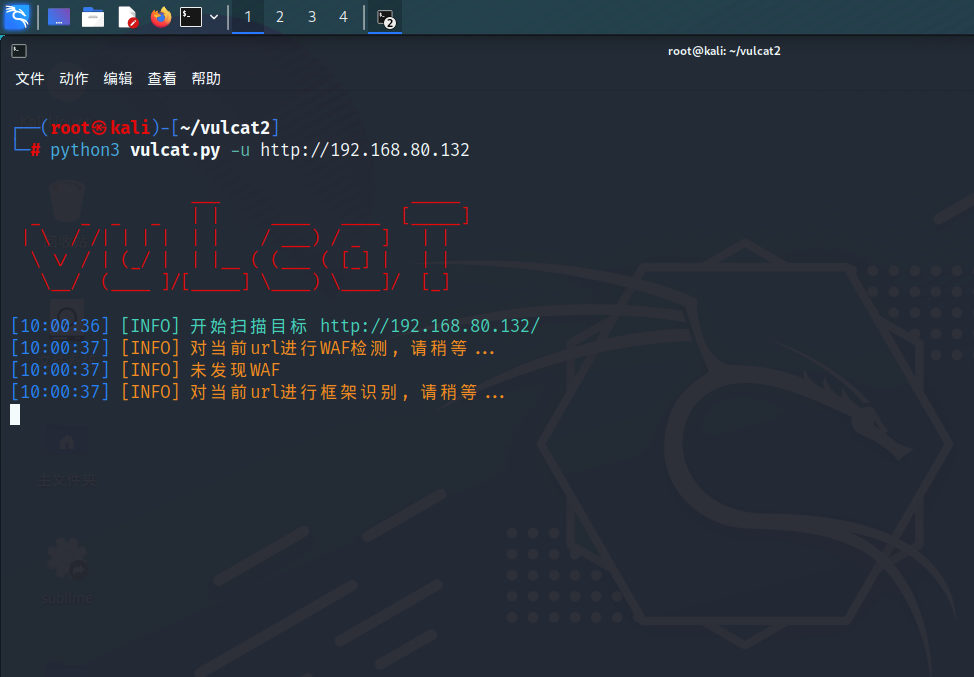 1 2 3 4 2
root@kali: ~/vulcat2
文件 动作 编辑 查看 帮助
┌──(root㉿kali)-[~/vulcat2]
└─# python3 vulcat.py -u http://192.168.80.132
vulcaT
[10:00:36] [INFO] 开始扫描目标 http://192.168.80.132/
[10:00:37] [INFO] 对当前url进行WAF检测, 请稍等...
[10:00:37] [INFO] 未发现WAF
[10:00:37] [INFO] 对当前url进行框架识别, 请稍等...
主文件夹
sublime